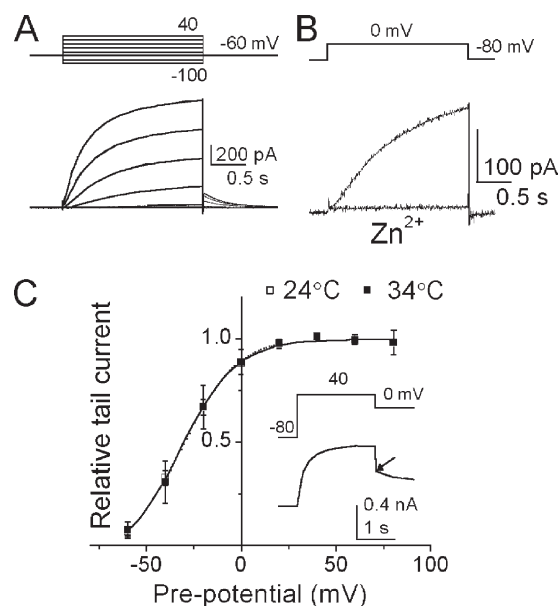 A
40
-60 mV
-100
200 pA
0.5 s
B
0 mV
-80 mV
100 pA
0.5 s
Zn²⁺
C
24°C
34°C
Relative tail current
1.0
0.5
40
0 mV
-80
0.4 nA
1 s
-50
0
50
100
Pre-potential (mV)